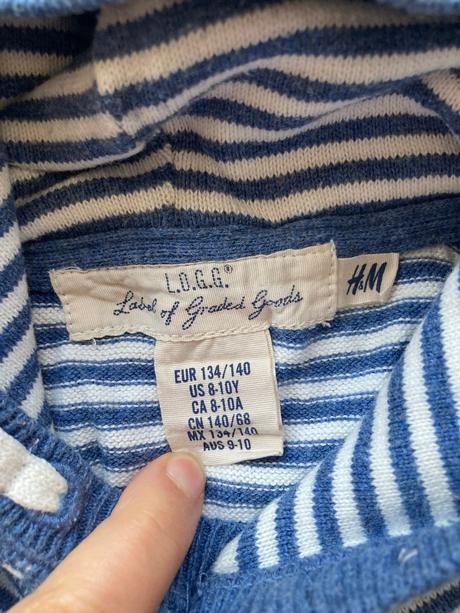 L.O.G.G.®
Label of Graded Goods
H&M
EUR 134/140
US 8-10Y
CA 8-10A
CN 140/68
MX 134/140
AUS 9-10